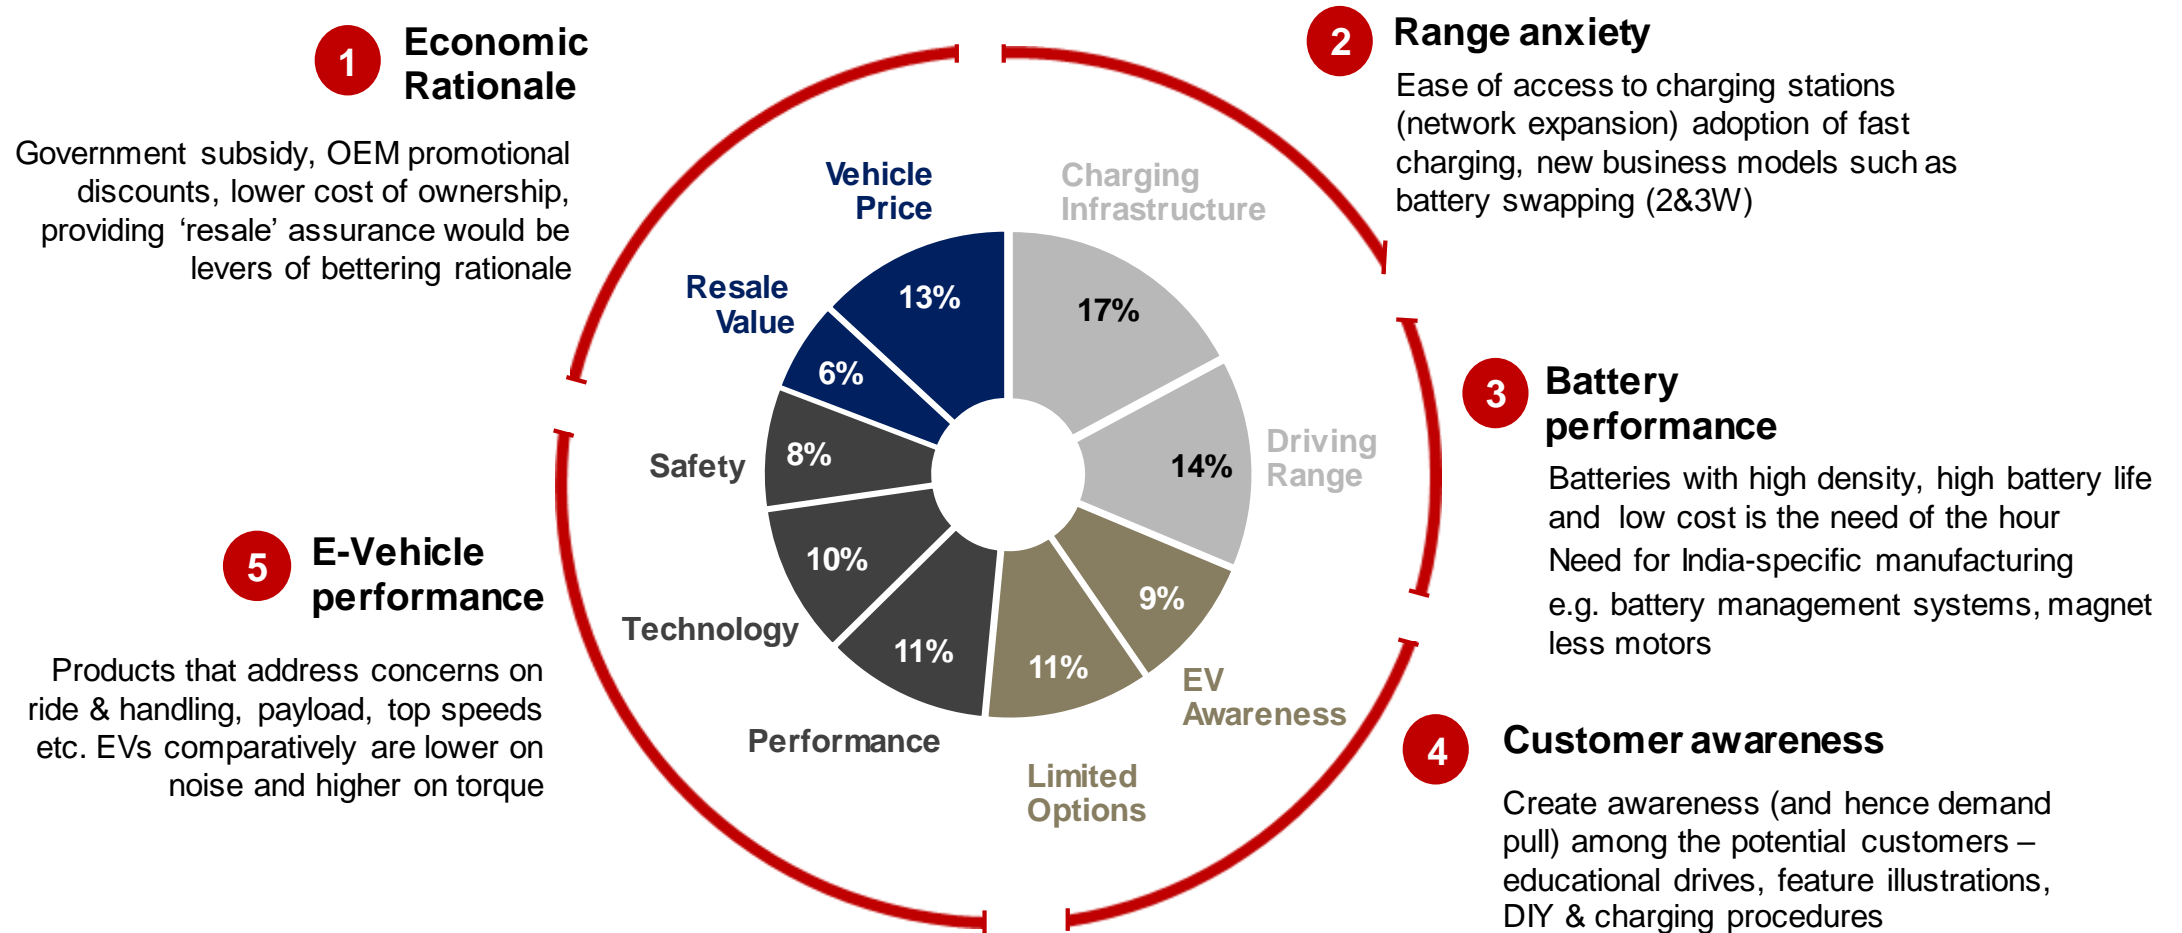 1
Economic
Rationale
Government subsidy, OEM promotional
discounts, lower cost of ownership,
providing ‘resale’ assurance would be
levers of bettering rationale
2
Range anxiety
Ease of access to charging stations
(network expansion) adoption of fast
charging, new business models such as
battery swapping (2&3W)
3
Battery
performance
Batteries with high density, high battery life
and low cost is the need of the hour
Need for India-specific manufacturing
e.g. battery management systems, magnet
less motors
4
Customer awareness
Create awareness (and hence demand
pull) among the potential customers –
educational drives, feature illustrations,
DIY & charging procedures
5
E-Vehicle
performance
Products that address concerns on
ride & handling, payload, top speeds
etc. EVs comparatively are lower on
noise and higher on torque
Vehicle
Price
13%
Charging
Infrastructure
17%
Driving
Range
14%
EV
Awareness
9%
Limited
Options
11%
Performance
11%
Technology
10%
Safety
8%
Resale
Value
6%